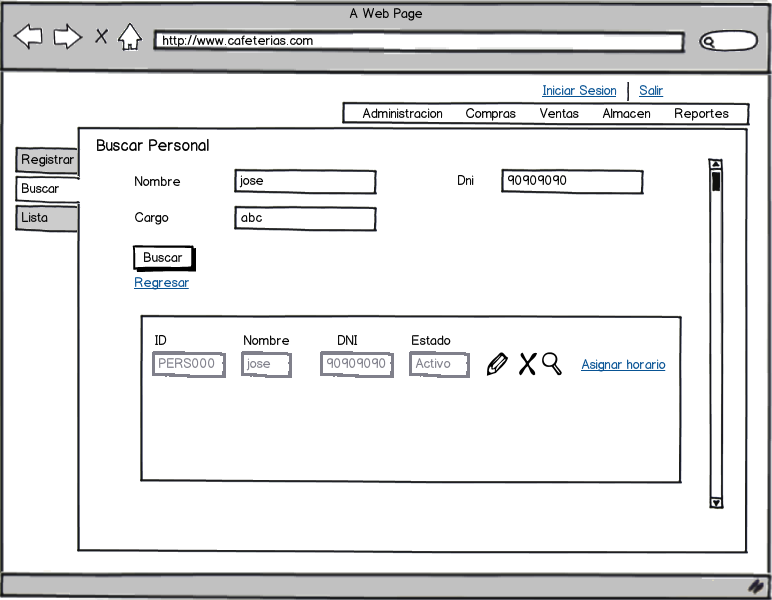 A Web Page
http://www.cafeterias.com
Iniciar Sesion Salir
Administracion Compras Ventas Almacen Reportes
Buscar Personal
Registrar
Buscar
Lista
Nombre jose Dni 90909090
Cargo abc
Buscar
Regresar
ID Nombre DNI Estado
PERS000 jose 90909090 Activo Asignar horario